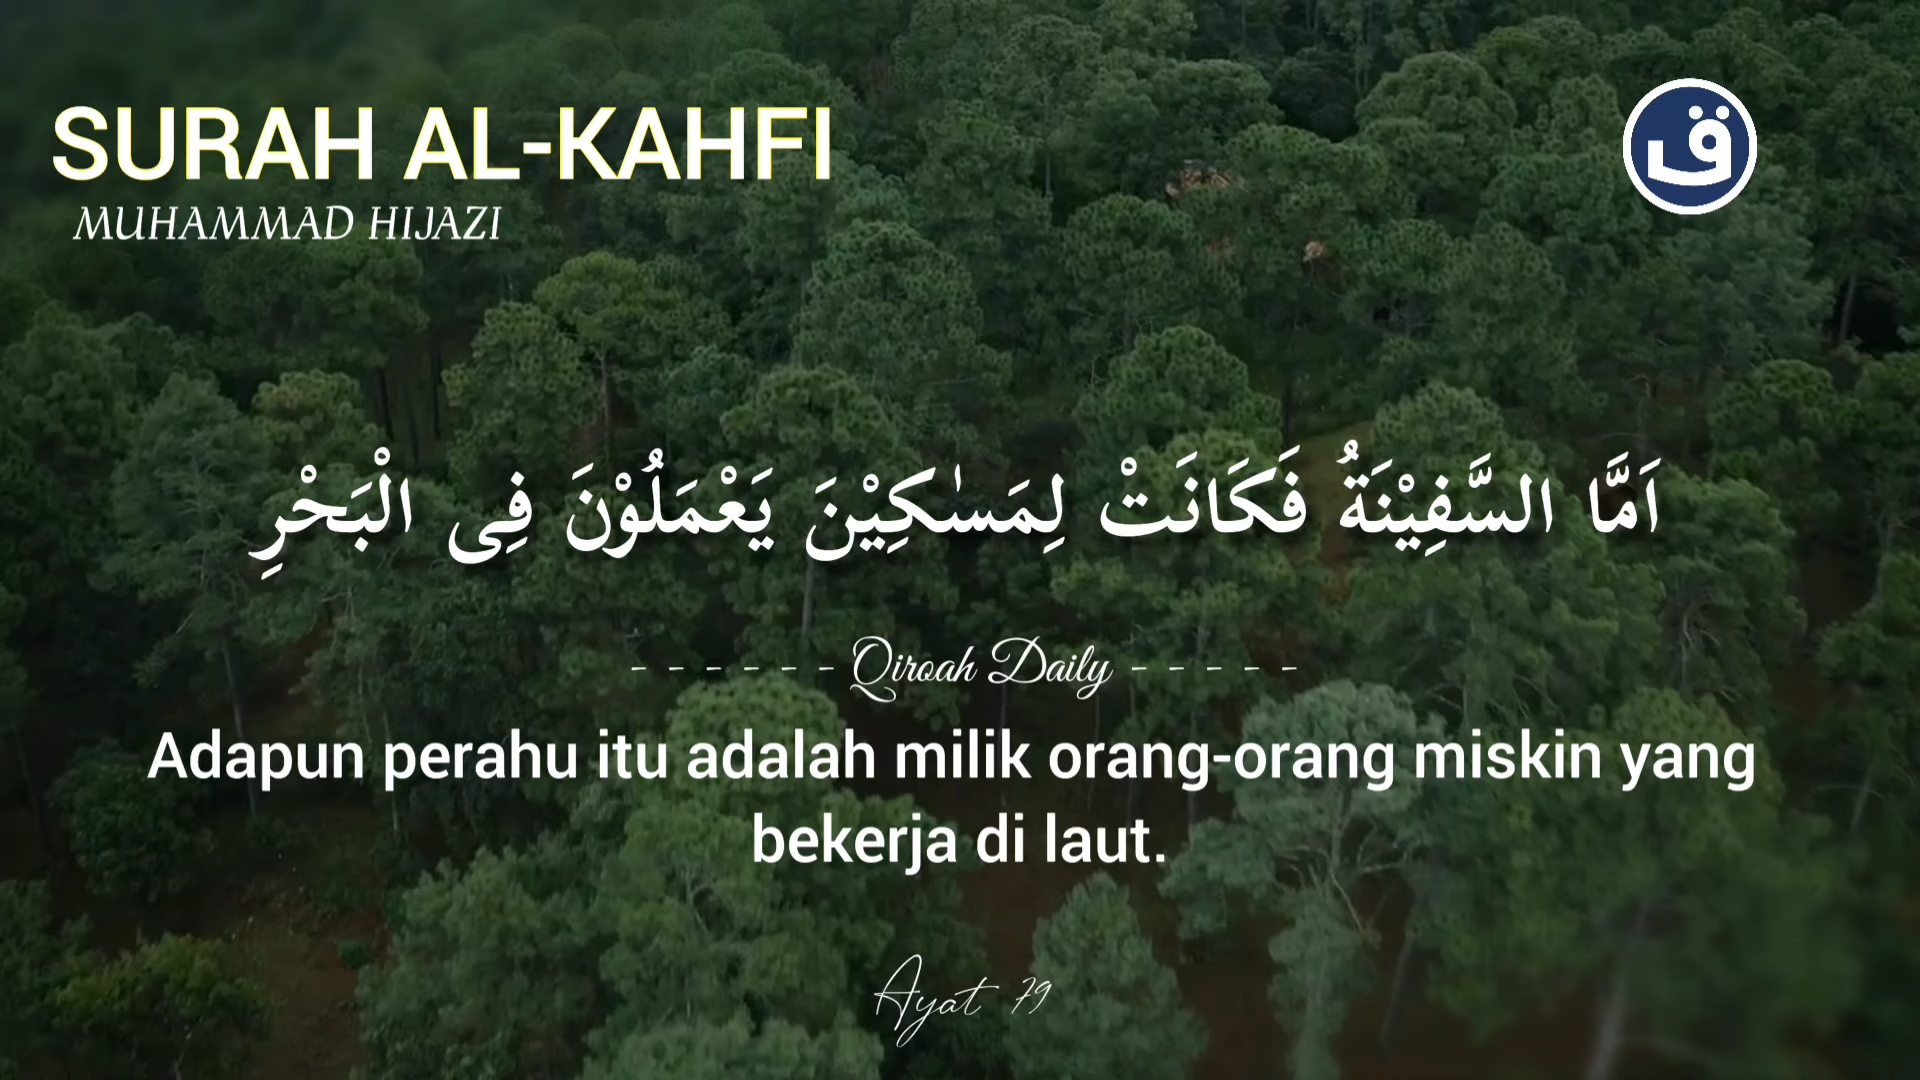 SURAH AL-KAHFI
MUHAMMAD HIJAZI
ق
اَمَّا السَّفِيْنَةُ فَكَانَتْ لِمَسٰكِيْنَ يَعْمَلُوْنَ فِى الْبَحْرِ
- - - - - - Qiroah Daily - - - - -
Adapun perahu itu adalah milik orang-orang miskin yang
bekerja di laut.
Ayat 79